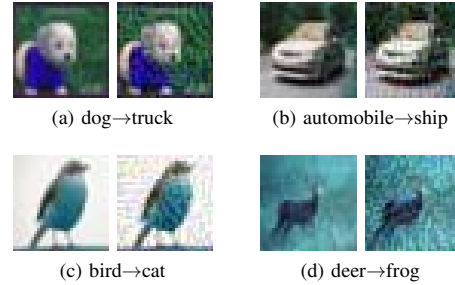 (a) dog→truck
(b) automobile→ship
(c) bird→cat
(d) deer→frog